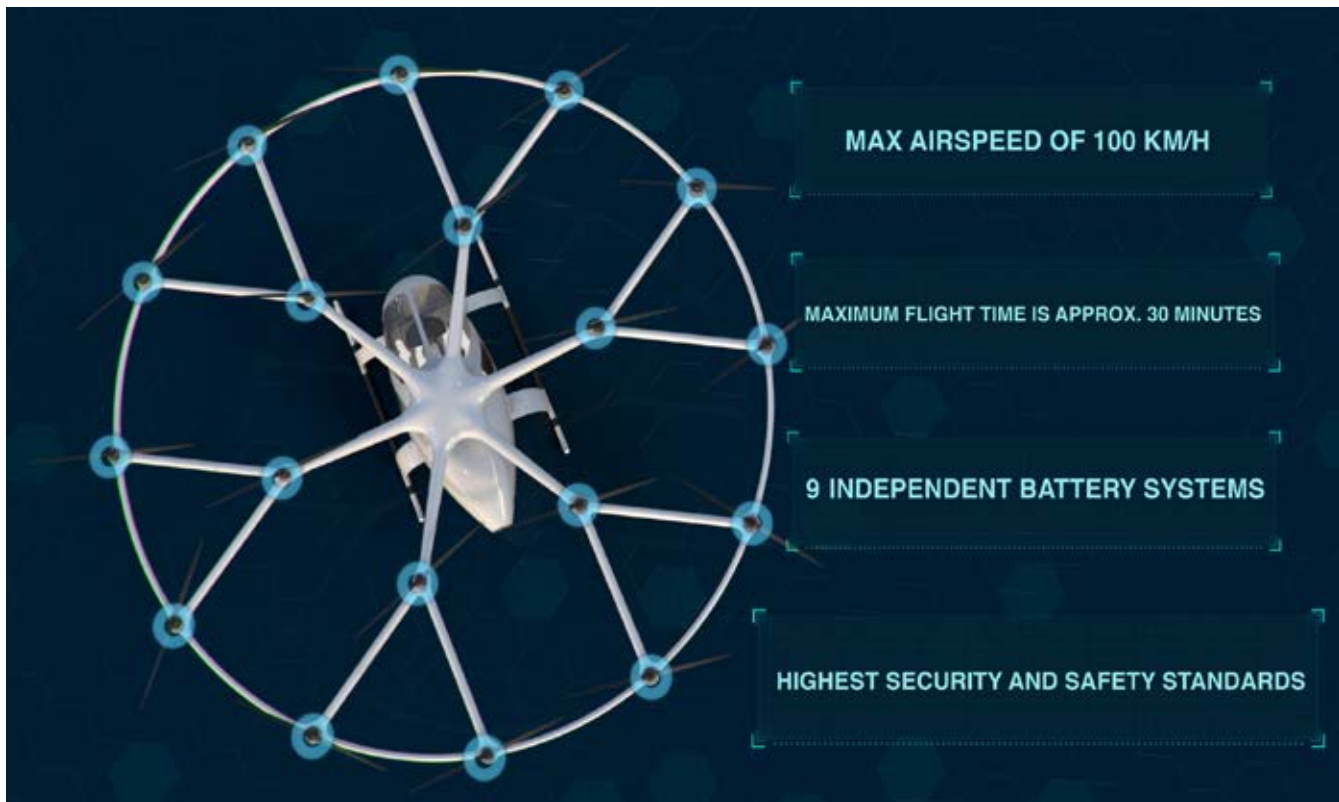 MAX AIRSPEED OF 100 KM/H
MAXIMUM FLIGHT TIME IS APPROX. 30 MINUTES
9 INDEPENDENT BATTERY SYSTEMS
HIGHEST SECURITY AND SAFETY STANDARDS